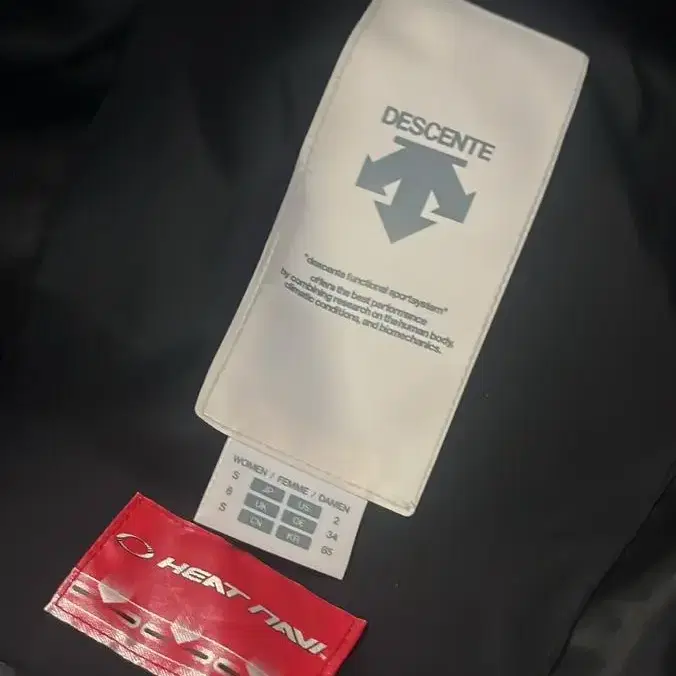 DESCENTE
"descente functional sportsystem"
offers the best performance
by combining research on the human body,
climatic conditions, and biomechanics.
WOMEN / FEMME / DAMEN
S JP US 2
8 UK DE 34
S CN KR 85
HEAT NAVI